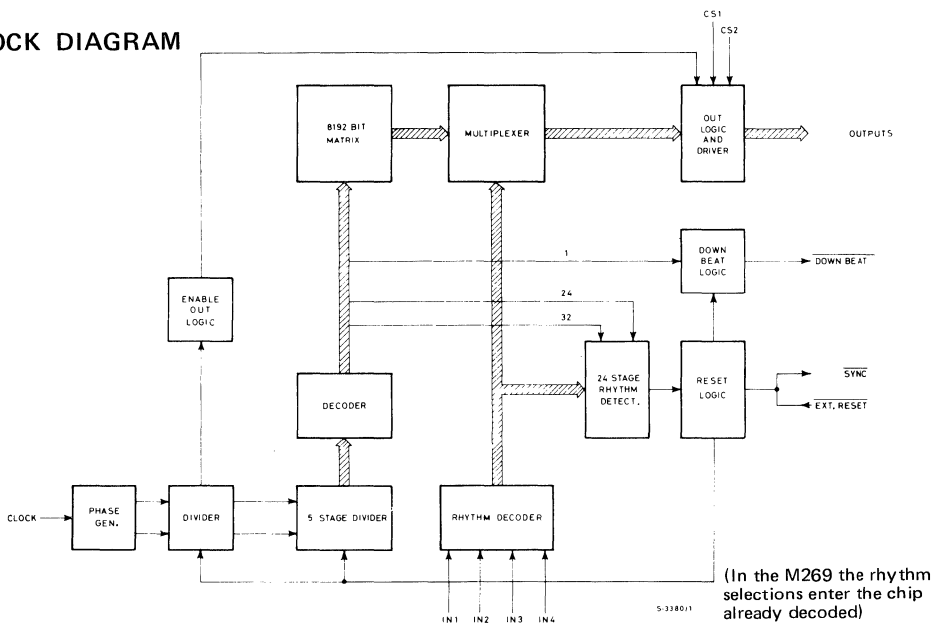 OCK DIAGRAM
CS1
CS2
8192 BIT
MATRIX
MULTIPLEXER
OUT
LOGIC
AND
DRIVER
OUTPUTS
1
DOWN
BEAT
LOGIC
DOWN BEAT
ENABLE
OUT
LOGIC
24
32
24 STAGE
RHYTHM
DETECT.
RESET
LOGIC
SYNC
EXT. RESET
DECODER
CLOCK
PHASE
GEN.
DIVIDER
5 STAGE DIVIDER
RHYTHM DECODER
IN1 IN2 IN3 IN4
S-3380/1
(In the M269 the rhythm
selections enter the chip
already decoded)